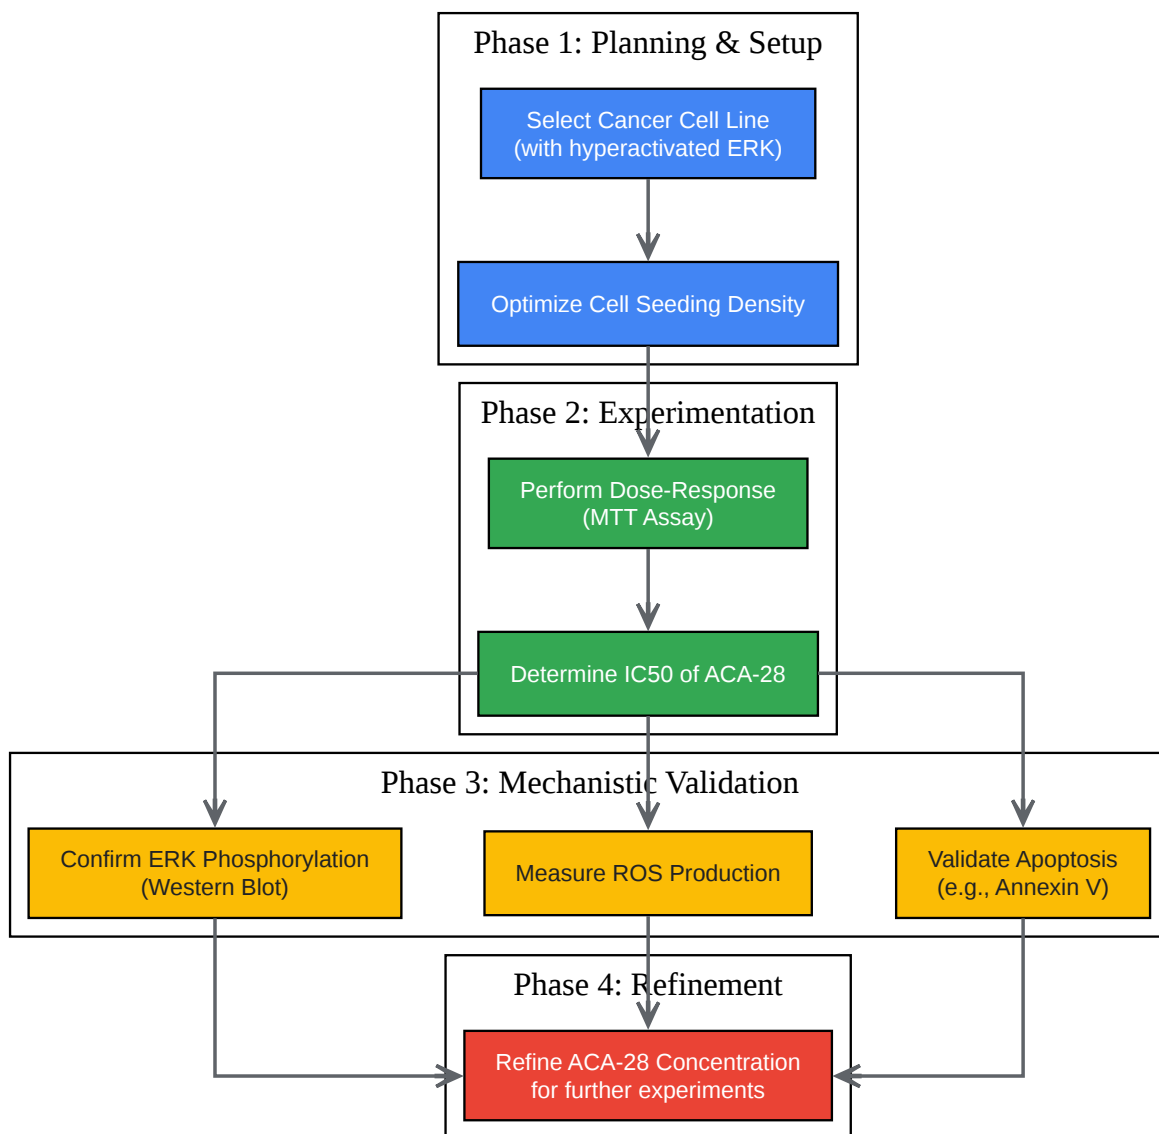 Phase 1: Planning & Setup
Select Cancer Cell Line
(with hyperactivated ERK)
Optimize Cell Seeding Density
Phase 2: Experimentation
Perform Dose-Response
(MTT Assay)
Determine IC50 of ACA-28
Phase 3: Mechanistic Validation
Confirm ERK Phosphorylation
(Western Blot)
Measure ROS Production
Validate Apoptosis
(e.g., Annexin V)
Phase 4: Refinement
Refine ACA-28 Concentration
for further experiments